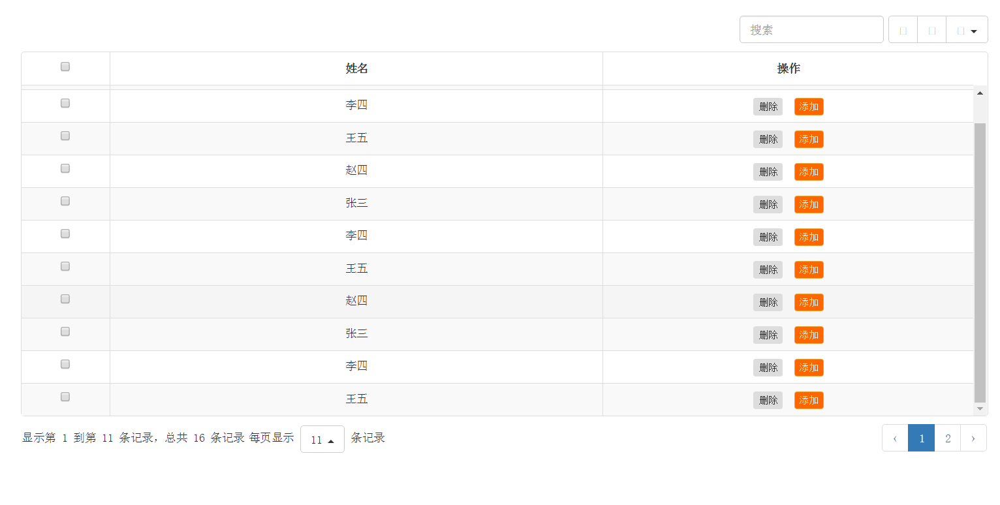 搜索
姓名 操作
李四 删除 添加
王五 删除 添加
赵四 删除 添加
张三 删除 添加
李四 删除 添加
王五 删除 添加
赵四 删除 添加
张三 删除 添加
李四 删除 添加
王五 删除 添加
显示第 1 到第 11 条记录，总共 16 条记录 每页显示 11 条记录 ‹ 1 2 ›